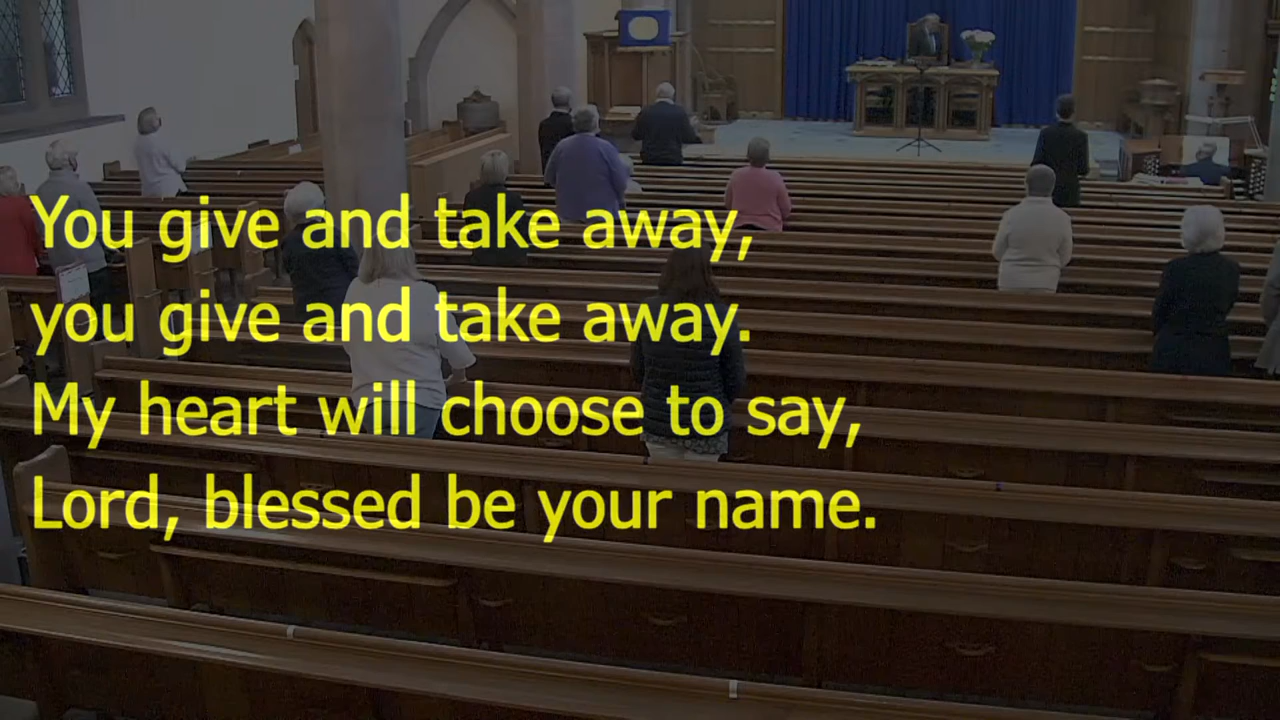 You give and take away,
you give and take away.
My heart will choose to say,
Lord, blessed be your name.